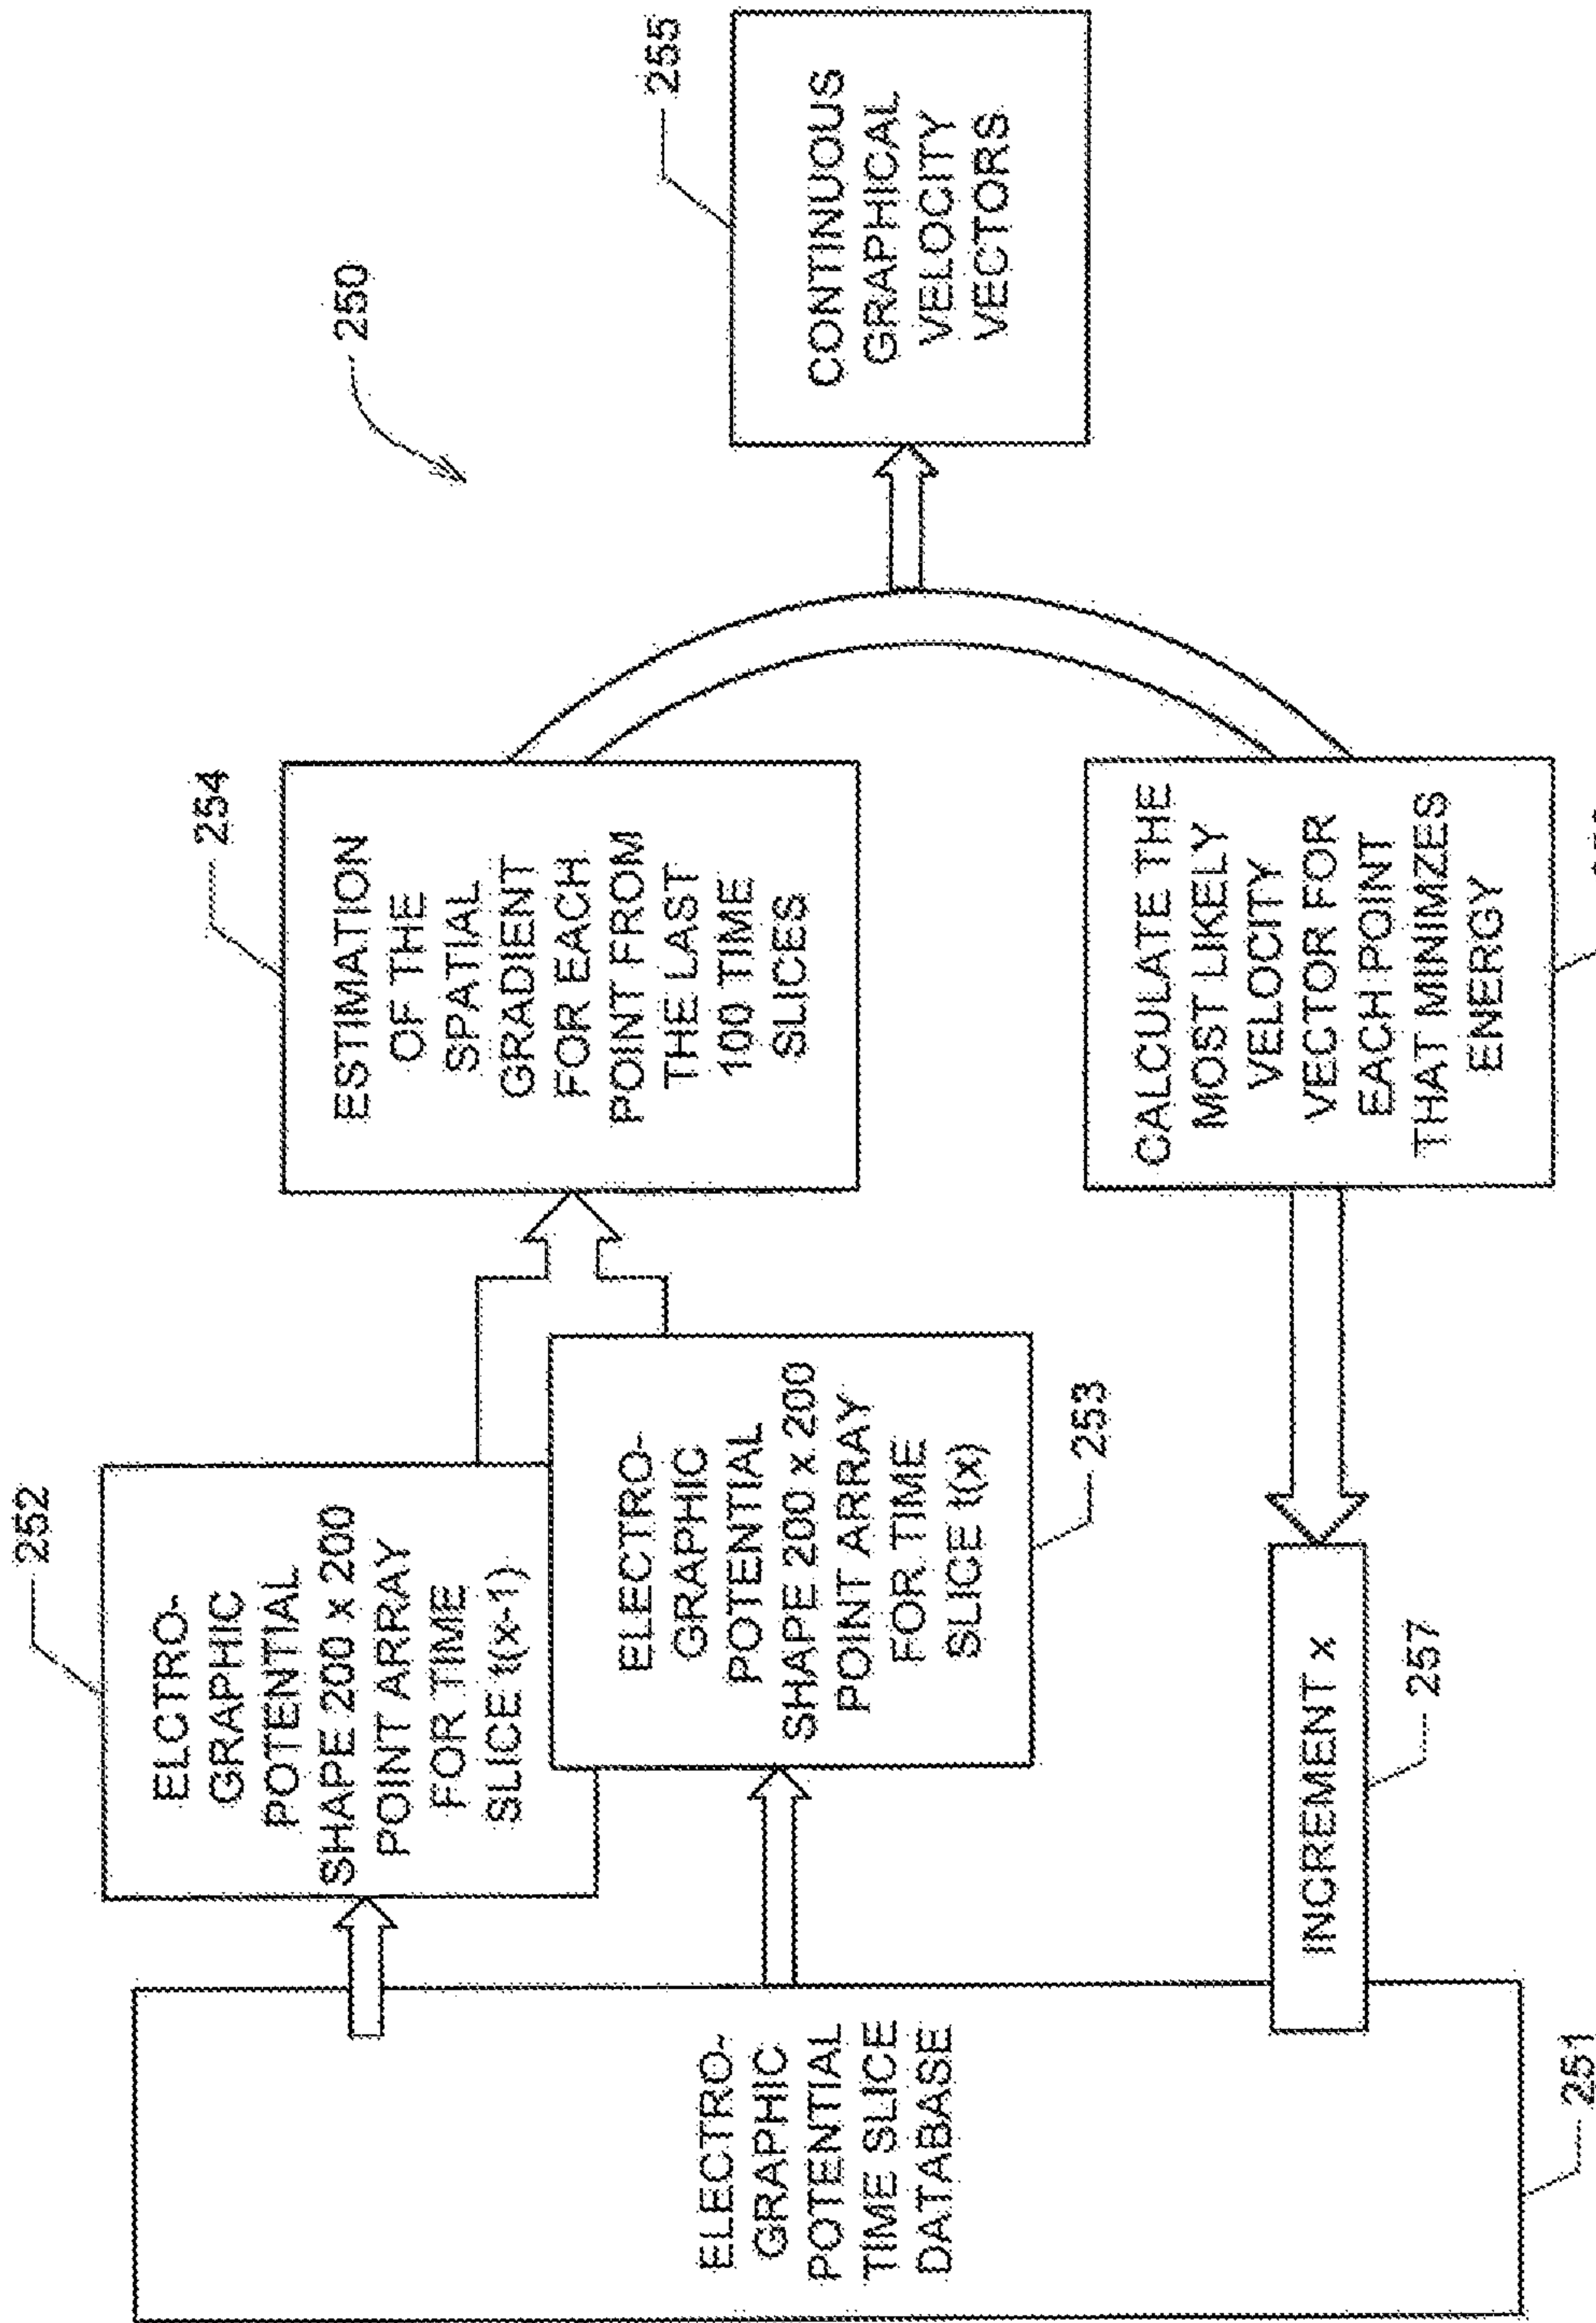 250
ELECTRO-
GRAPHIC
POTENTIAL
TIME SLICE
DATABASE
251
252
ELCTRO-
GRAPHIC
POTENTIAL
SHAPE 200 x 200
POINT ARRAY
FOR TIME
SLICE t(x-1)
ELECTRO-
GRAPHIC
POTENTIAL
SHAPE 200 x 200
POINT ARRAY
FOR TIME
SLICE t(x)
253
254
ESTIMATION
OF THE
SPATIAL
GRADIENT
FOR EACH
POINT FROM
THE LAST
100 TIME
SLICES
255
CONTINUOUS
GRAPHICAL
VELOCITY
VECTORS
CALCULATE THE
MOST LIKELY
VELOCITY
VECTOR FOR
EACH POINT
THAT MINIMZES
ENERGY
INCREMENT x
257